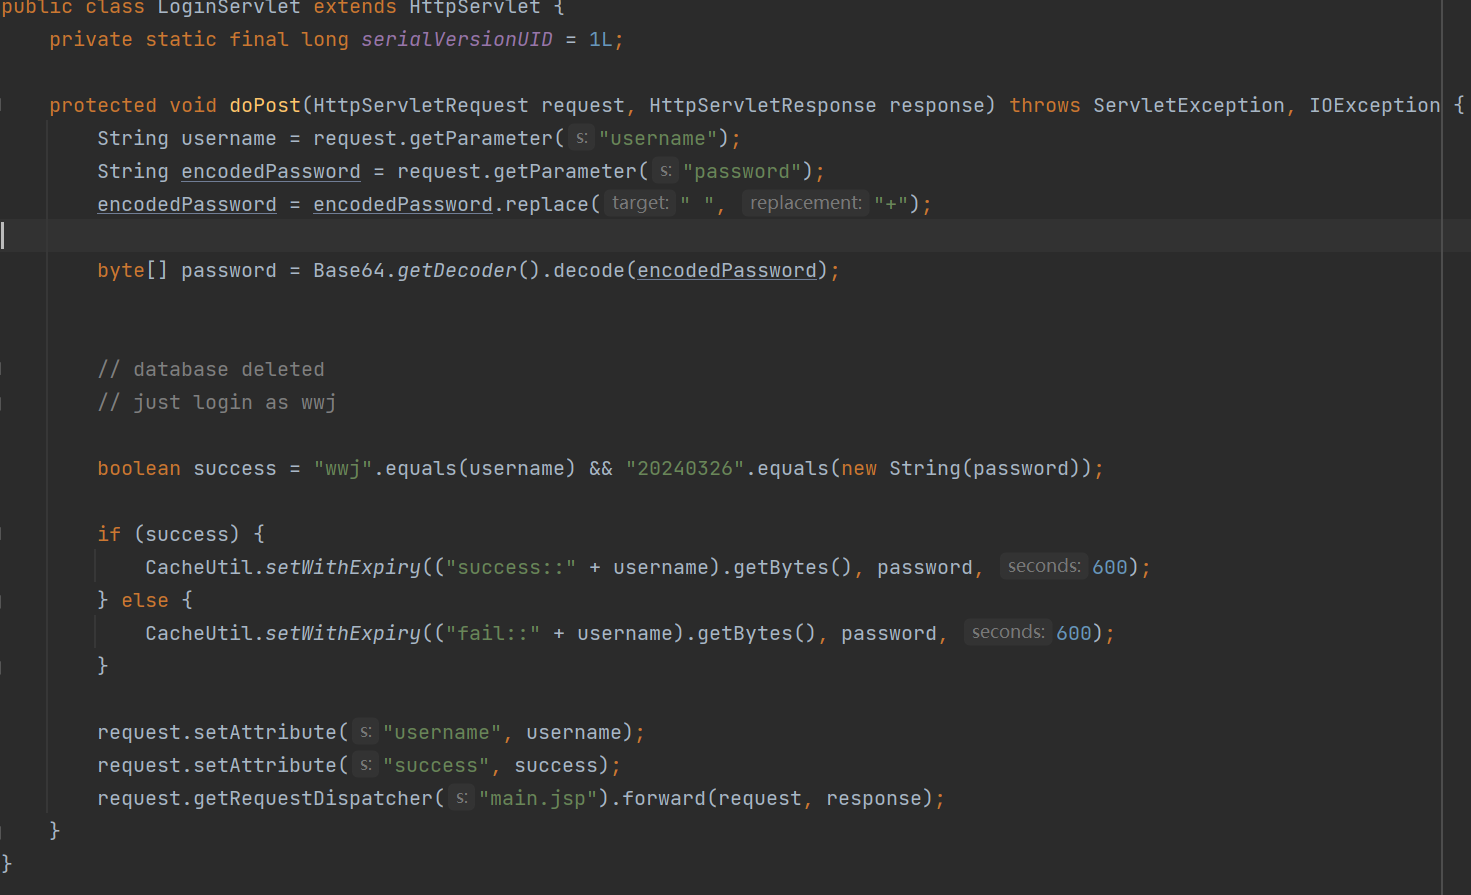 public class LoginServlet extends HttpServlet {
private static final long serialVersionUID = 1L;
protected void doPost(HttpServletRequest request, HttpServletResponse response) throws ServletException, IOException {
String username = request.getParameter( s: "username");
String encodedPassword = request.getParameter( s: "password");
encodedPassword = encodedPassword.replace( target: " ", replacement: "+");
byte[] password = Base64.getDecoder().decode(encodedPassword);
// database deleted
// just login as wwj
boolean success = "wwj".equals(username) && "20240326".equals(new String(password));
if (success) {
CacheUtil.setWithExpiry(("success::" + username).getBytes(), password, seconds: 600);
} else {
CacheUtil.setWithExpiry(("fail::" + username).getBytes(), password, seconds: 600);
}
request.setAttribute( s: "username", username);
request.setAttribute( s: "success", success);
request.getRequestDispatcher( s: "main.jsp").forward(request, response);
}
}